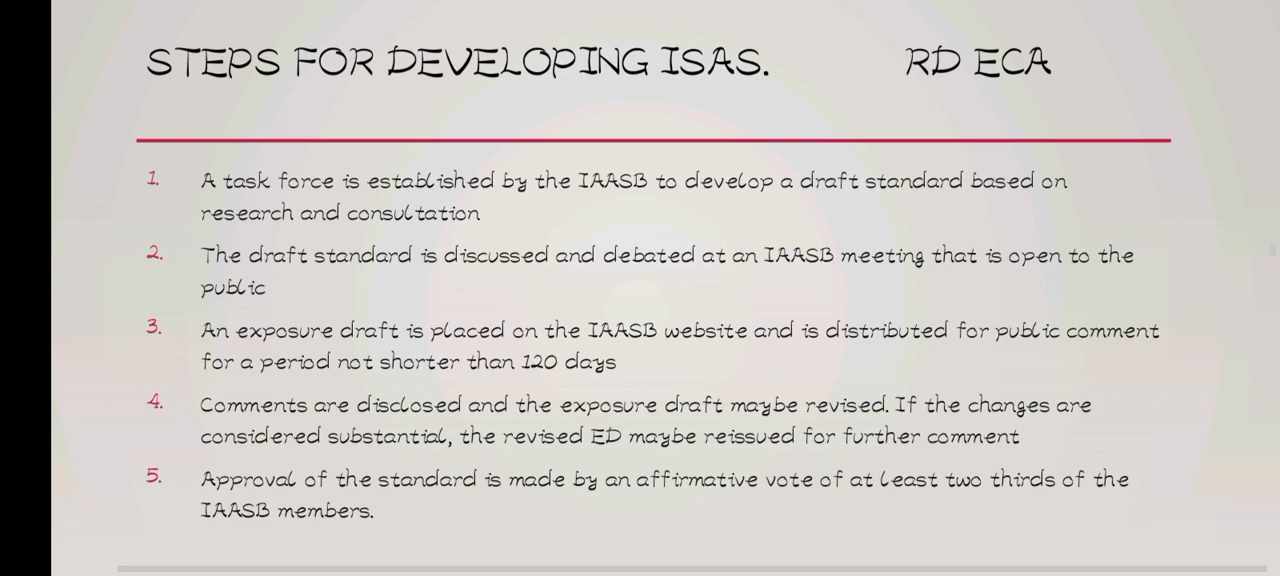 STEPS FOR DEVELOPING ISAS. RD ECA
1. A task force is established by the IAASB to develop a draft standard based on
research and consultation
2. The draft standard is discussed and debated at an IAASB meeting that is open to the
public
3. An exposure draft is placed on the IAASB website and is distributed for public comment
for a period not shorter than 120 days
4. Comments are disclosed and the exposure draft maybe revised. If the changes are
considered substantial, the revised ED maybe reissued for further comment
5. Approval of the standard is made by an affirmative vote of at least two thirds of the
IAASB members.